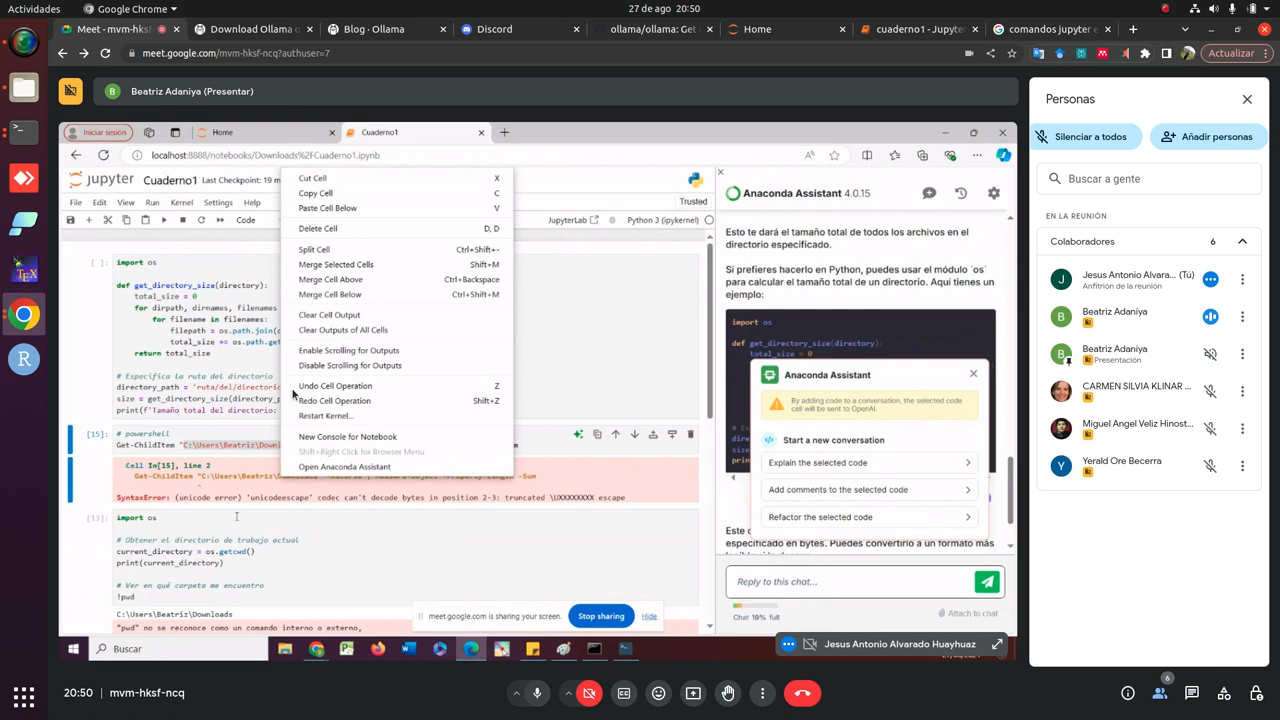 Google Chrome
27 de ago 20:50
Meet - mvm-hksf-n
Download Ollama o
Blog · Ollama
Discord
ollama/ollama: Get
Home
cuaderno1 - Jupyter
comandos jupyter e
meet.google.com/mvm-hksf-ncq?authuser=7
Actualizar
B Beatriz Adaniya (Presentar)
Iniciar sesión
Home
Cuaderno1
localhost:8888/notebooks/Downloads%2FCuaderno1.ipynb
jupyter Cuaderno1 Last Checkpoint: 19 m
Trusted
File Edit View Run Kernel Settings Help
Code
JupyterLab
Python 3 (ipykernel)
Cut Cell X
Copy Cell C
Paste Cell Below V
Delete Cell D, D
Split Cell Ctrl+Shift+-
Merge Selected Cells Shift+M
Merge Cell Above Ctrl+Backspace
Merge Cell Below Ctrl+Shift+M
Clear Cell Output
Clear Outputs of All Cells
Enable Scrolling for Outputs
Disable Scrolling for Outputs
Undo Cell Operation Z
Redo Cell Operation Shift+Z
Restart Kernel...
New Console for Notebook
Shift+Right Click for Browser Menu
Open Anaconda Assistant
[ ]: import os
def get_directory_size(directory):
total_size = 0
for dirpath, dirnames, filenames
for filename in filenames:
filepath = os.path.join(d
total_size += os.path.get
return total_size
# Especifica la ruta del directorio
directory_path = 'ruta/del/directorio
size = get_directory_size(directory_p
print(f'Tamaño total del directorio:
[15]: # powershell
Get-ChildItem "C:\Users\Beatriz\Downl
Cell In[15], line 2
Get-ChildItem "C:\Users\Beatriz\Downl
-Property Length -Sum
^
SyntaxError: (unicode error) 'unicodeescape' codec can't decode bytes in position 2-3: truncated \UXXXXXXXX escape
[13]: import os
# Obtener el directorio de trabajo actual
current_directory = os.getcwd()
print(current_directory)
# Ver en qué carpeta me encuentro
!pwd
C:\Users\Beatriz\Downloads
"pwd" no se reconoce como un comando interno o externo,
Anaconda Assistant 4.0.15
Esto te dará el tamaño total de todos los archivos en el
directorio especificado.
Si prefieres hacerlo en Python, puedes usar el módulo `os`
para calcular el tamaño total de un directorio. Aquí tienes un
ejemplo:
import os
def get_directory_size(directory):
total_size = 0
Anaconda Assistant
By adding code to a conversation, the selected code
cell will be sent to OpenAI.
Start a new conversation
Explain the selected code
Add comments to the selected code
Refactor the selected code
Este
especificado en bytes. Puedes convertirlo a un formato más
Reply to this chat...
Chat 19% full
Attach to chat
meet.google.com is sharing your screen.
Stop sharing
Hide
Buscar
Jesus Antonio Alvarado Huayhuaz
Personas
Silenciar a todos
Añadir personas
Buscar a gente
EN LA REUNIÓN
Colaboradores 6
J Jesus Antonio Alvara... (Tú)
Anfitrión de la reunión
B Beatriz Adaniya
B Beatriz Adaniya
Presentación
CARMEN SILVIA KLINAR ...
Miguel Angel Veliz Hinost...
Y Yerald Ore Becerra
20:50 mvm-hksf-ncq
6